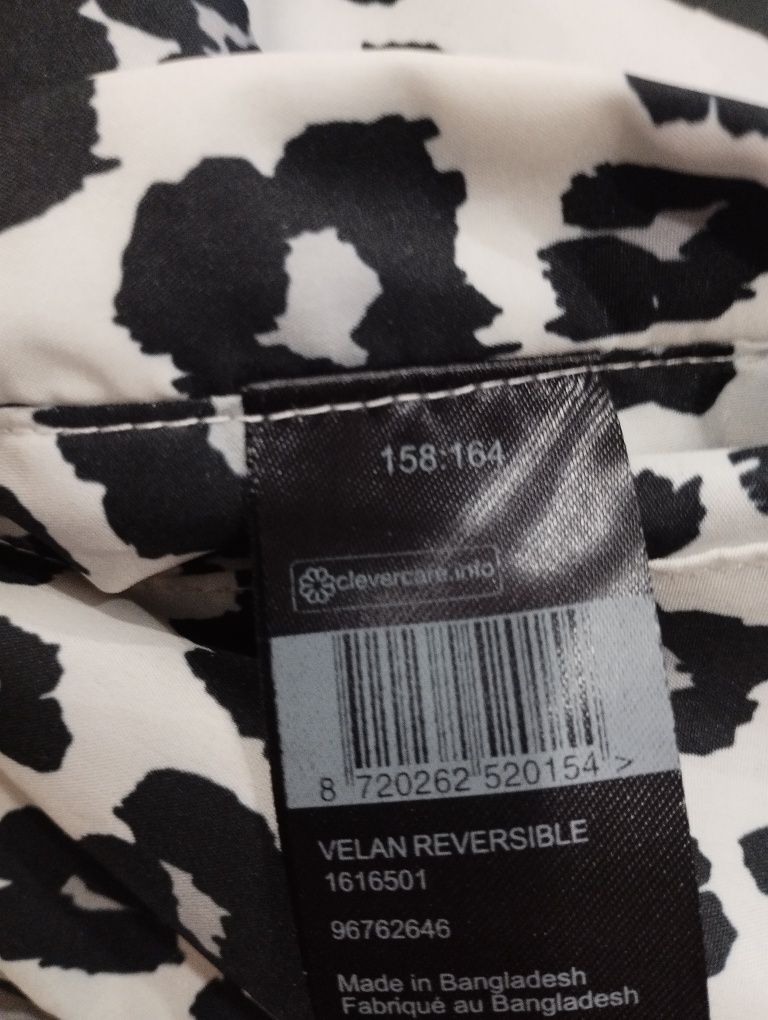 158:164
clevercare.info
8 720262 520154 >
VELAN REVERSIBLE
1616501
96762646
Made in Bangladesh
Fabriqué au Bangladesh